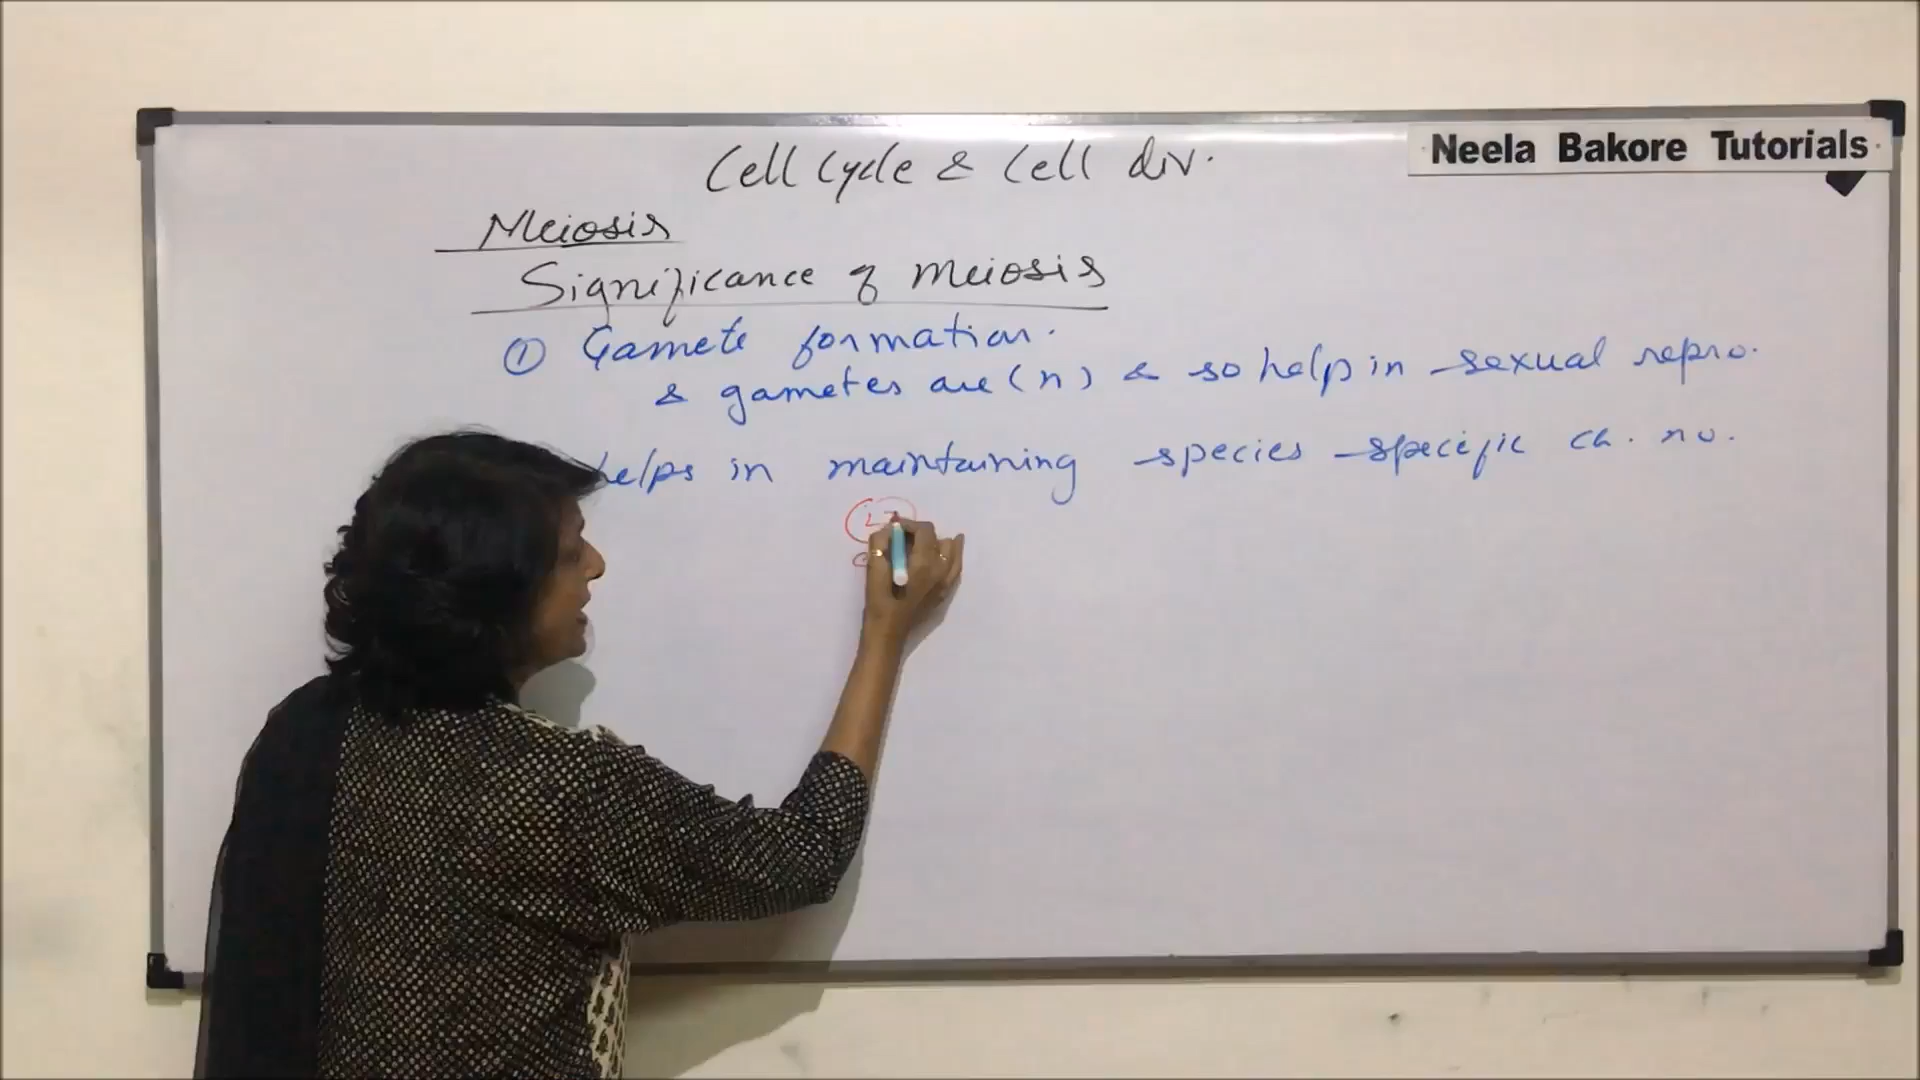 Neela Bakore Tutorials
Cell Cycle & Cell div.
Meiosis
Significance of meiosis
① Gamete formation.
& gametes are (n) & so help in sexual repro.
helps in maintaining species specific ch. no.